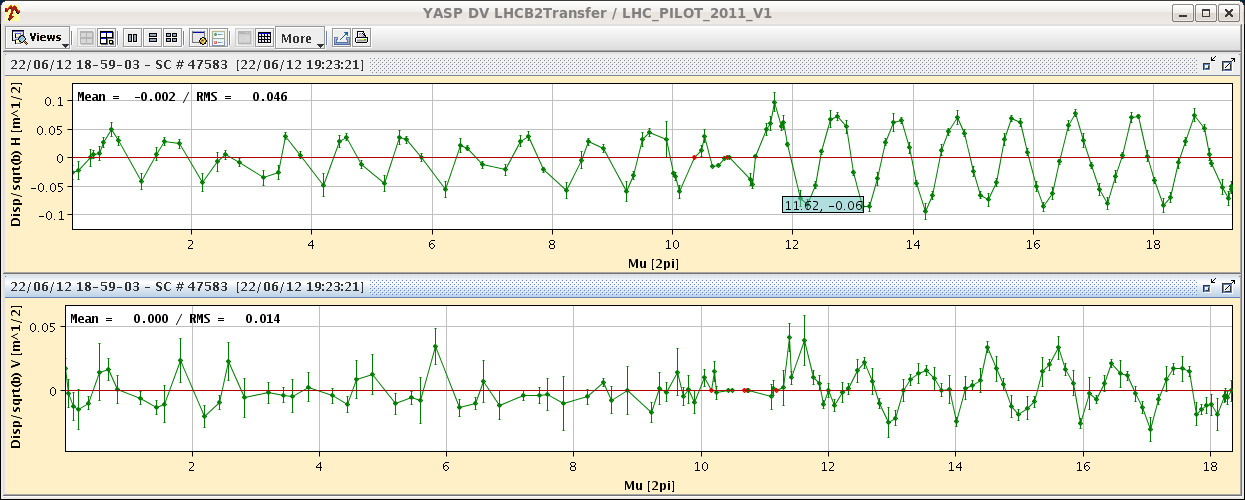 YASP DV LHCB2Transfer / LHC_PILOT_2011_V1
Views More
22/06/12 18-59-03 - SC # 47583 [22/06/12 19:23:21]
Mean = -0.002 / RMS = 0.046
Disp/sqrt(b) H [m^1/2]
0.1
0.05
0
-0.05
-0.1
11.62, -0.06
2 4 6 8 10 12 14 16 18
Mu [2pi]
22/06/12 18-59-03 - SC # 47583 [22/06/12 19:23:21]
Mean = 0.000 / RMS = 0.014
Disp/sqrt(b) V [m^1/2]
0.05
0
2 4 6 8 10 12 14 16 18
Mu [2pi]